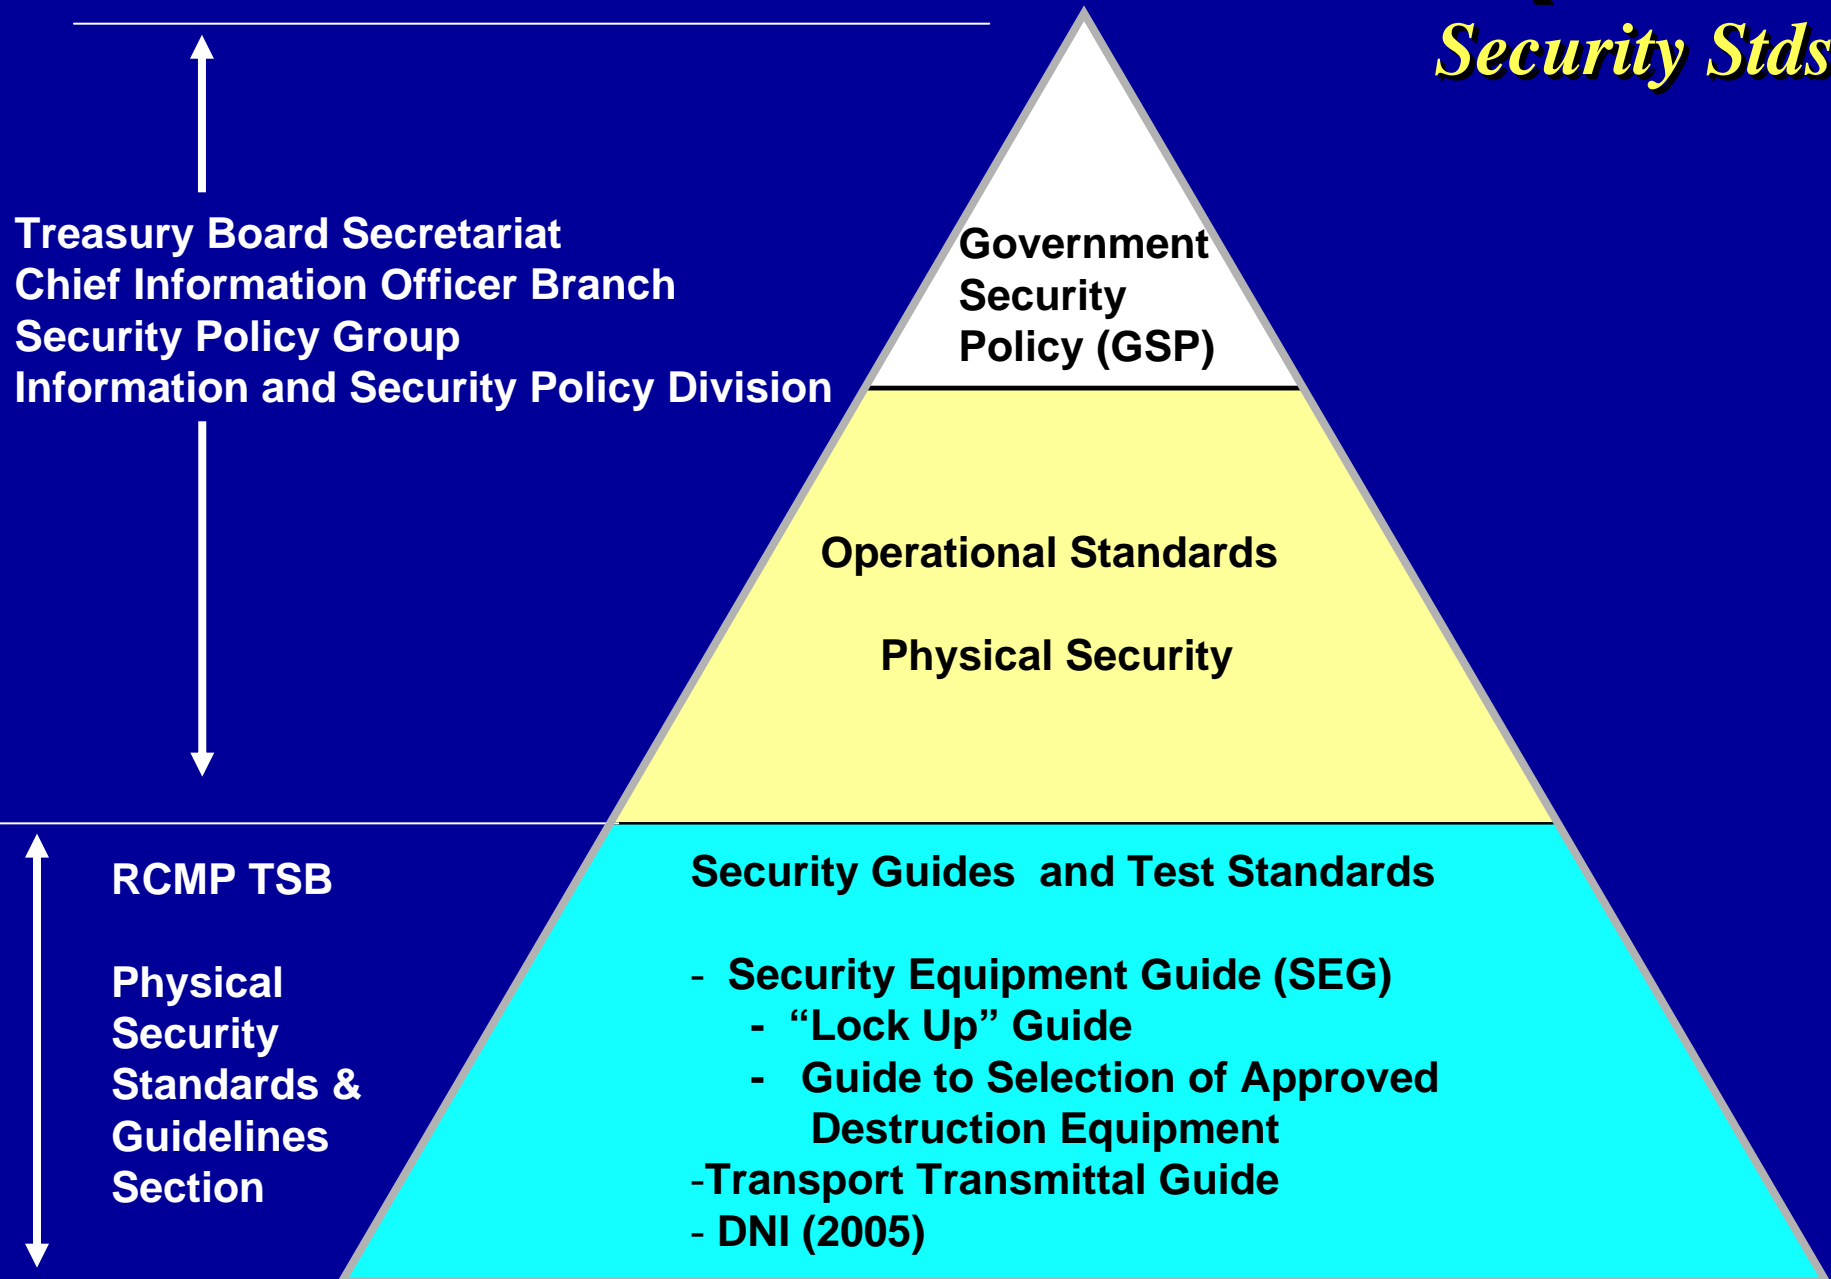 Security Stds
Treasury Board Secretariat
Chief Information Officer Branch
Security Policy Group
Information and Security Policy Division
Government
Security
Policy (GSP)
Operational Standards
Physical Security
RCMP TSB
Physical
Security
Standards &
Guidelines
Section
Security Guides and Test Standards
- Security Equipment Guide (SEG)
- “Lock Up” Guide
- Guide to Selection of Approved
Destruction Equipment
-Transport Transmittal Guide
- DNI (2005)